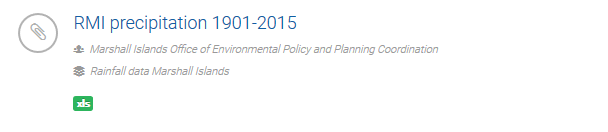 RMI precipitation 1901-2015
Marshall Islands Office of Environmental Policy and Planning Coordination
Rainfall data Marshall Islands
xls